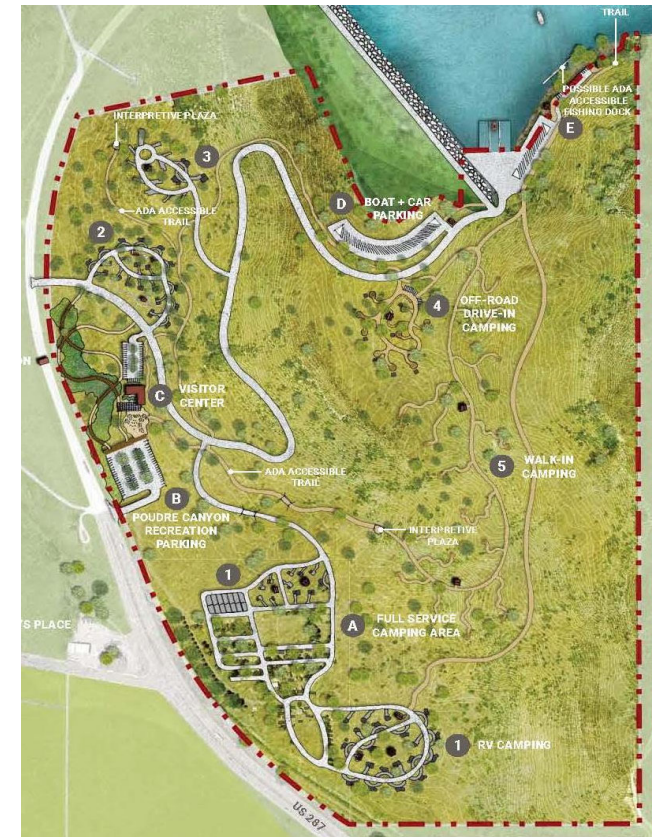 TRAIL
POSSIBLE ADA
ACCESSIBLE
FISHING DOCK
E
INTERPRETIVE PLAZA
3
D
BOAT + CAR
PARKING
ADA ACCESSIBLE
TRAIL
2
4
OFF-ROAD
DRIVE-IN
CAMPING
ON
C
VISITOR
CENTER
5
WALK-IN
CAMPING
ADA ACCESSIBLE
TRAIL
B
POUDRE CANYON
RECREATION
PARKING
INTERPRETIVE
PLAZA
1
'S PLACE
A
FULL SERVICE
CAMPING AREA
1
RV CAMPING
US 287